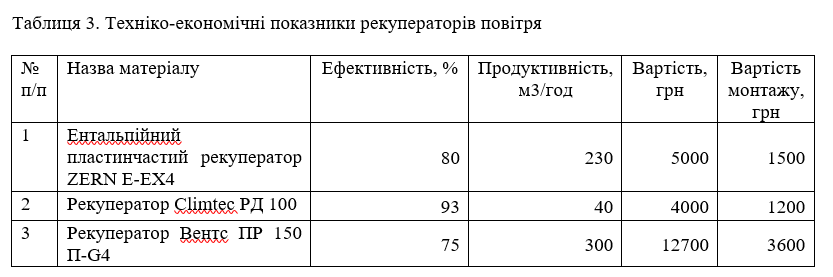 Таблиця 3. Техніко-економічні показники рекуператорів повітря
№ Назва матеріалу Ефективність, % Продуктивність, Вартість, Вартість
п/п м3/год грн монтажу,
грн
1 Ентальпійний
пластинчастий рекуператор 80 230 5000 1500
ZERN E-EX4
2 Рекуператор Climtec РД 100 93 40 4000 1200
3 Рекуператор Вентс ПР 150 75 300 12700 3600
П-G4